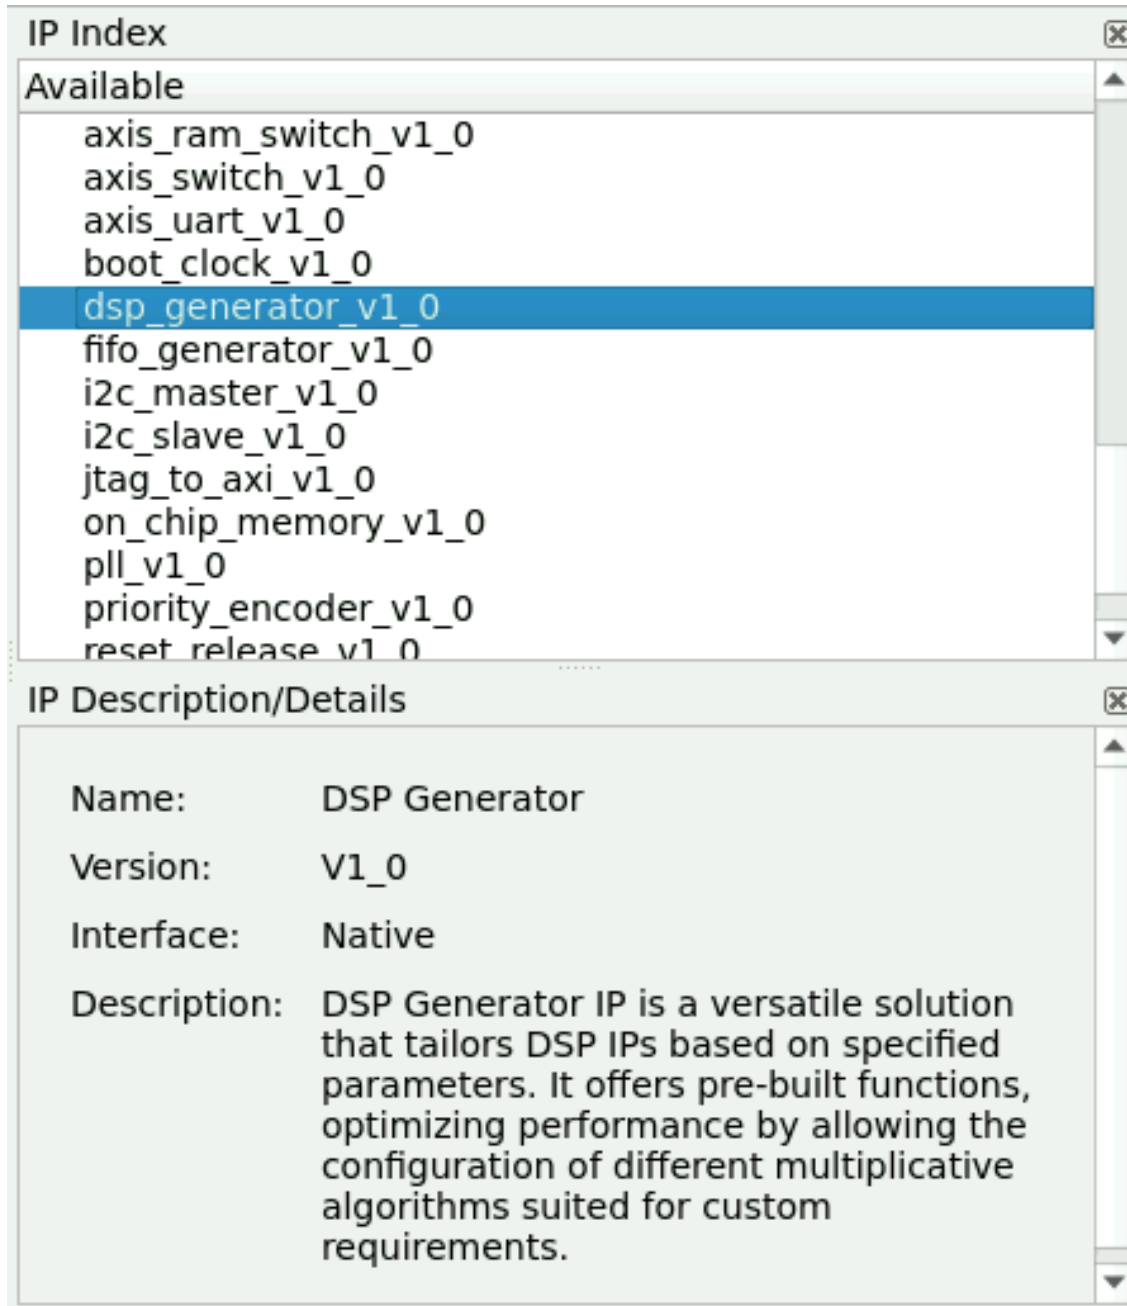 IP Index
Available
axis_ram_switch_v1_0
axis_switch_v1_0
axis_uart_v1_0
boot_clock_v1_0
dsp_generator_v1_0
fifo_generator_v1_0
i2c_master_v1_0
i2c_slave_v1_0
jtag_to_axi_v1_0
on_chip_memory_v1_0
pll_v1_0
priority_encoder_v1_0
reset_release_v1_0
IP Description/Details
Name: DSP Generator
Version: V1_0
Interface: Native
Description: DSP Generator IP is a versatile solution
that tailors DSP IPs based on specified
parameters. It offers pre-built functions,
optimizing performance by allowing the
configuration of different multiplicative
algorithms suited for custom
requirements.